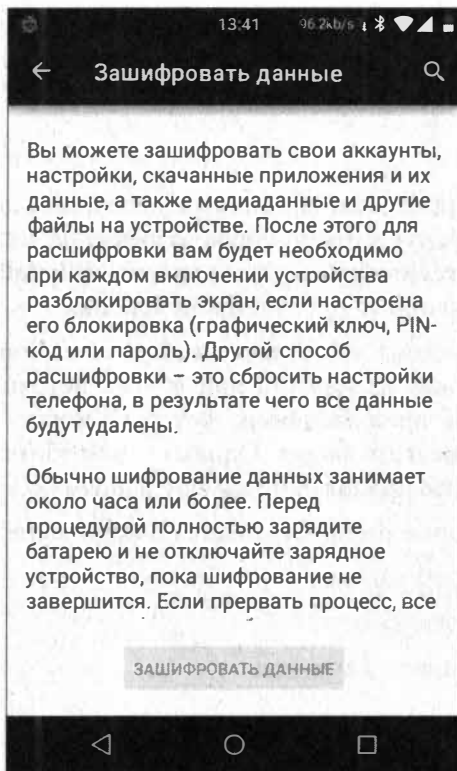 13:41 96.2kb/s
Зашифровать данные
Вы можете зашифровать свои аккаунты,
настройки, скачанные приложения и их
данные, а также медиаданные и другие
файлы на устройстве. После этого для
расшифровки вам будет необходимо
при каждом включении устройства
разблокировать экран, если настроена
его блокировка (графический ключ, PIN-
код или пароль). Другой способ
расшифровки – это сбросить настройки
телефона, в результате чего все данные
будут удалены.
Обычно шифрование данных занимает
около часа или более. Перед
процедурой полностью зарядите
батарею и не отключайте зарядное
устройство, пока шифрование не
завершится. Если прервать процесс, все
ЗАШИФРОВАТЬ ДАННЫЕ